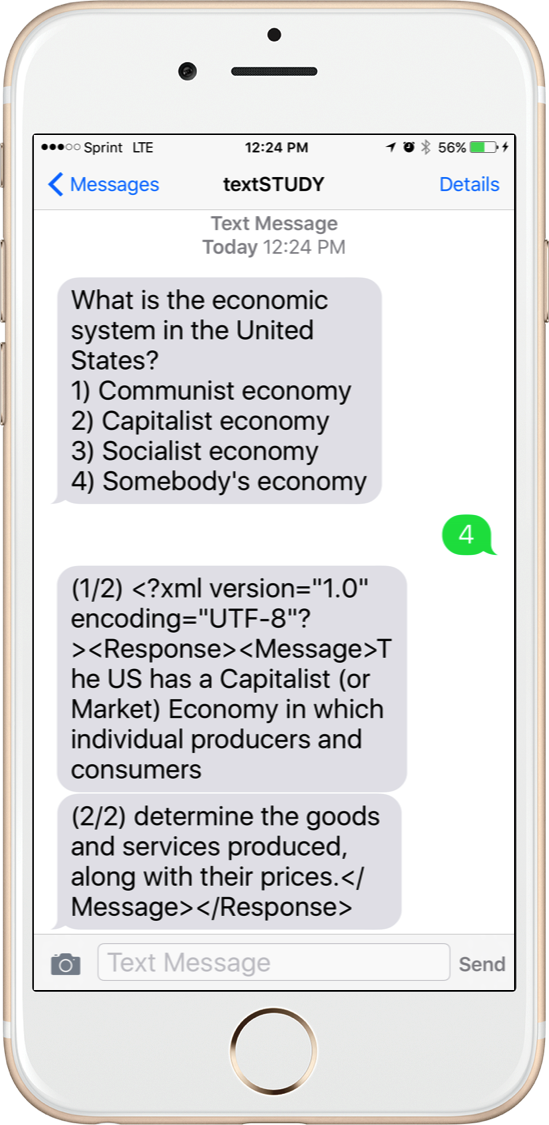 Sprint LTE 12:24 PM 56%
Messages textSTUDY Details
Text Message
Today 12:24 PM
What is the economic
system in the United
States?
1) Communist economy
2) Capitalist economy
3) Socialist economy
4) Somebody's economy
4
(1/2) <?xml version="1.0"
encoding="UTF-8"?
><Response><Message>T
he US has a Capitalist (or
Market) Economy in which
individual producers and
consumers
(2/2) determine the goods
and services produced,
along with their prices.</
Message></Response>
Text Message Send